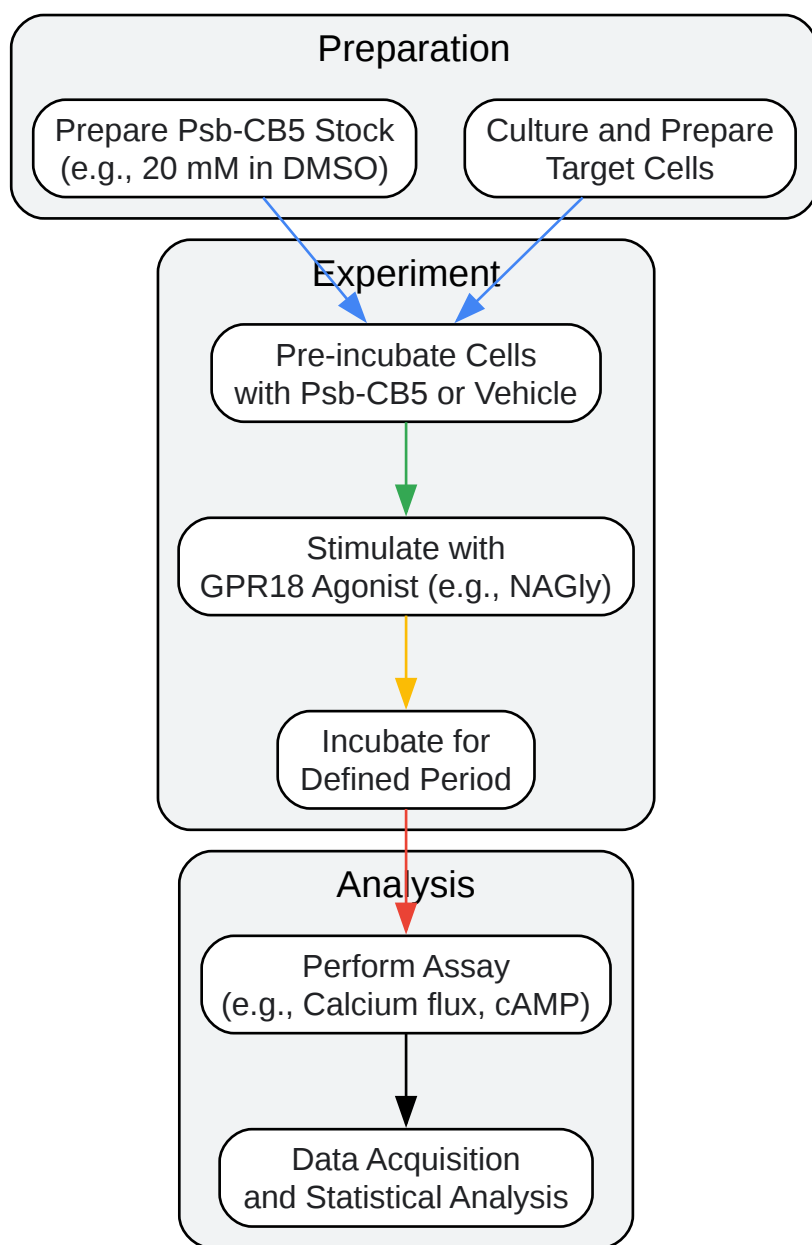 Preparation
Prepare Psb-CB5 Stock
(e.g., 20 mM in DMSO)
Culture and Prepare
Target Cells
Experiment
Pre-incubate Cells
with Psb-CB5 or Vehicle
Stimulate with
GPR18 Agonist (e.g., NAGly)
Incubate for
Defined Period
Analysis
Perform Assay
(e.g., Calcium flux, cAMP)
Data Acquisition
and Statistical Analysis